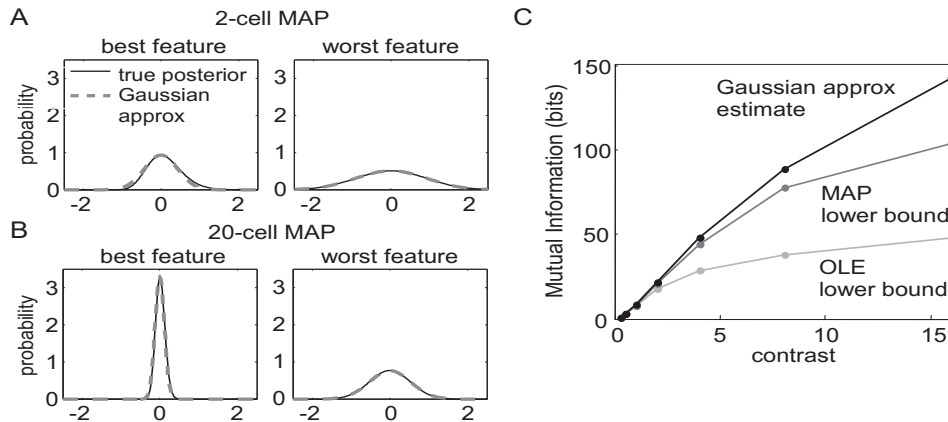 A
2-cell MAP
best feature
worst feature
true posterior
Gaussian
approx
probability
3
2
1
0
-2
0
2
3
2
1
0
-2
0
2
B
20-cell MAP
best feature
worst feature
probability
3
2
1
0
-2
0
2
3
2
1
0
-2
0
2
C
Mutual Information (bits)
150
100
50
0
Gaussian approx
estimate
MAP
lower bound
OLE
lower bound
0
5
10
15
contrast